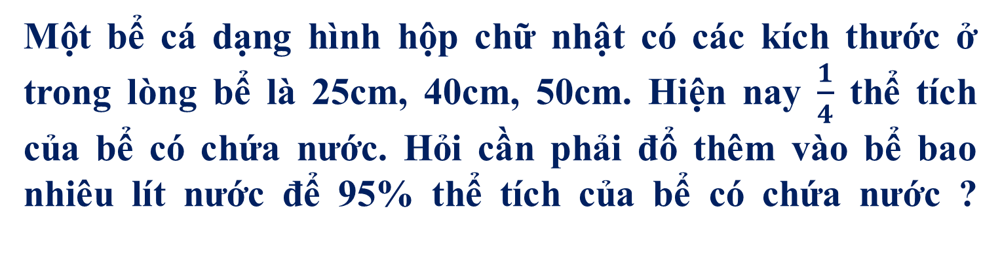 Một bể cá dạng hình hộp chữ nhật có các kích thước ở
trong lòng bể là 25cm, 40cm, 50cm. Hiện nay 1/4 thể tích
của bể có chứa nước. Hỏi cần phải đổ thêm vào bể bao
nhiêu lít nước để 95% thể tích của bể có chứa nước ?